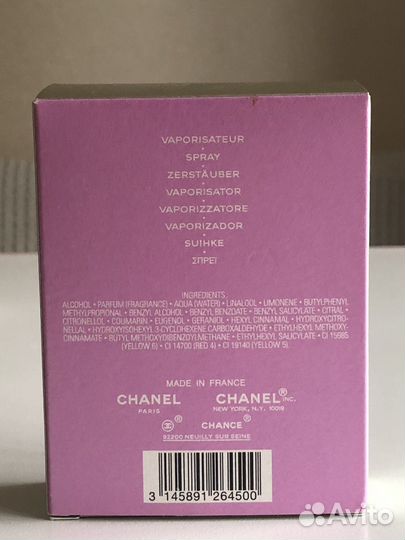 VAPORISATEUR
SPRAY
ZERSTÄUBER
VAPORISATOR
VAPORIZZATORE
VAPORIZADOR
SUIHKE
ΣΠΡΕΪ
INGREDIENTS:
ALCOHOL • PARFUM (FRAGRANCE) • AQUA (WATER) • LINALOOL • LIMONENE • BUTYLPHENYL
METHYLPROPIONAL • BENZYL ALCOHOL • BENZYL BENZOATE • BENZYL SALICYLATE • CITRAL •
CITRONELLOL • COUMARIN • EUGENOL • GERANIOL • HEXYL CINNAMAL • HYDROXYCITRO-
NELLAL • HYDROXYISOHEXYL 3-CYCLOHEXENE CARBOXALDEHYDE • ETHYLHEXYL METHOXY-
CINNAMATE • BUTYL METHOXYDIBENZOYLMETHANE • ETHYLHEXYL SALICYLATE • CI 15985
(YELLOW 6) • CI 14700 (RED 4) • CI 19140 (YELLOW 5).
MADE IN FRANCE
CHANEL CHANEL® INC.
PARIS NEW YORK, N.Y. 10019
® CHANCE®
92200 NEUILLY SUR SEINE
3 145891 264500
Avito